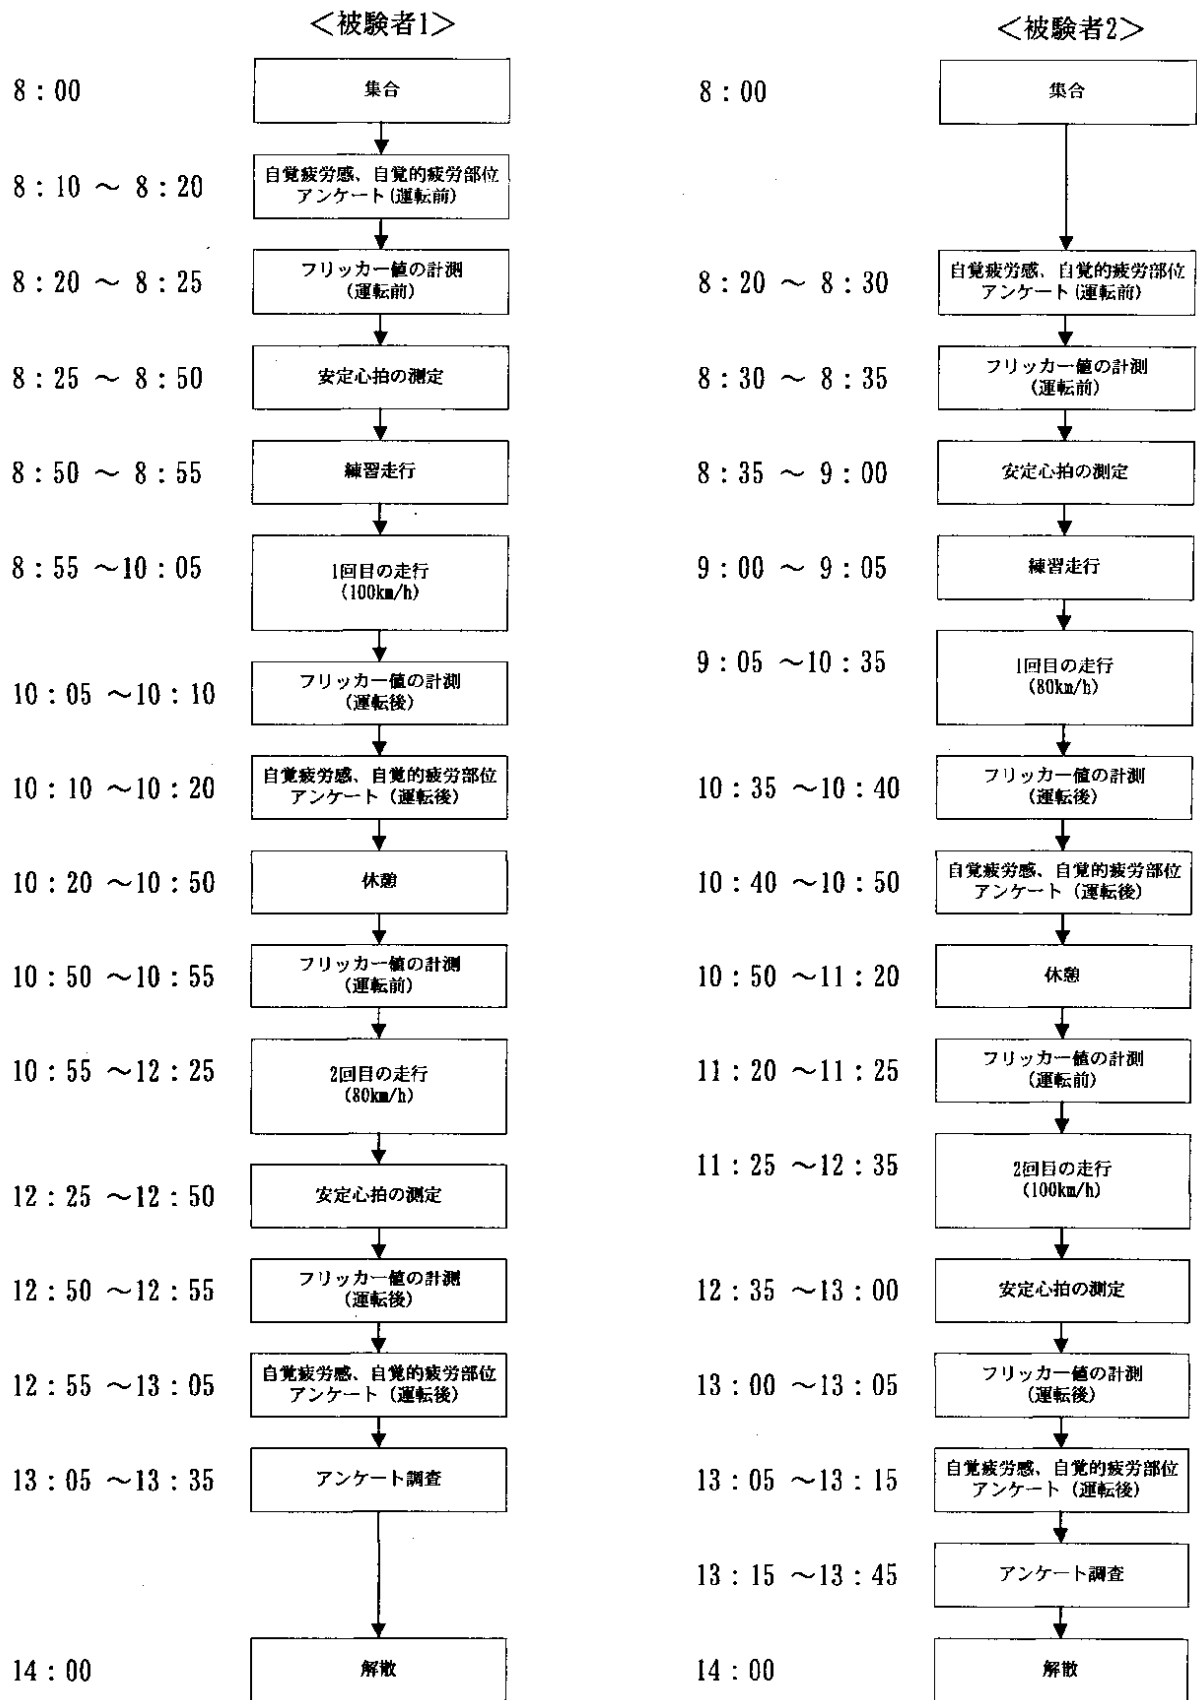 <被験者1>
8:00
集合
8:10 ～ 8:20
自覚疲労感、自覚的疲労部位
アンケート(運転前)
8:20 ～ 8:25
フリッカー値の計測
(運転前)
8:25 ～ 8:50
安定心拍の測定
8:50 ～ 8:55
練習走行
8:55 ～10:05
1回目の走行
(100km/h)
10:05 ～10:10
フリッカー値の計測
(運転後)
10:10 ～10:20
自覚疲労感、自覚的疲労部位
アンケート (運転後)
10:20 ～10:50
休憩
10:50 ～10:55
フリッカー値の計測
(運転前)
10:55 ～12:25
2回目の走行
(80km/h)
12:25 ～12:50
安定心拍の測定
12:50 ～12:55
フリッカー値の計測
(運転後)
12:55 ～13:05
自覚疲労感、自覚的疲労部位
アンケート (運転後)
13:05 ～13:35
アンケート調査
14:00
解散
<被験者2>
8:00
集合
8:20 ～ 8:30
自覚疲労感、自覚的疲労部位
アンケート (運転前)
8:30 ～ 8:35
フリッカー値の計測
(運転前)
8:35 ～ 9:00
安定心拍の測定
9:00 ～ 9:05
練習走行
9:05 ～10:35
1回目の走行
(80km/h)
10:35 ～10:40
フリッカー値の計測
(運転後)
10:40 ～10:50
自覚疲労感、自覚的疲労部位
アンケート (運転後)
10:50 ～11:20
休憩
11:20 ～11:25
フリッカー値の計測
(運転前)
11:25 ～12:35
2回目の走行
(100km/h)
12:35 ～13:00
安定心拍の測定
13:00 ～13:05
フリッカー値の計測
(運転後)
13:05 ～13:15
自覚疲労感、自覚的疲労部位
アンケート (運転後)
13:15 ～13:45
アンケート調査
14:00
解散